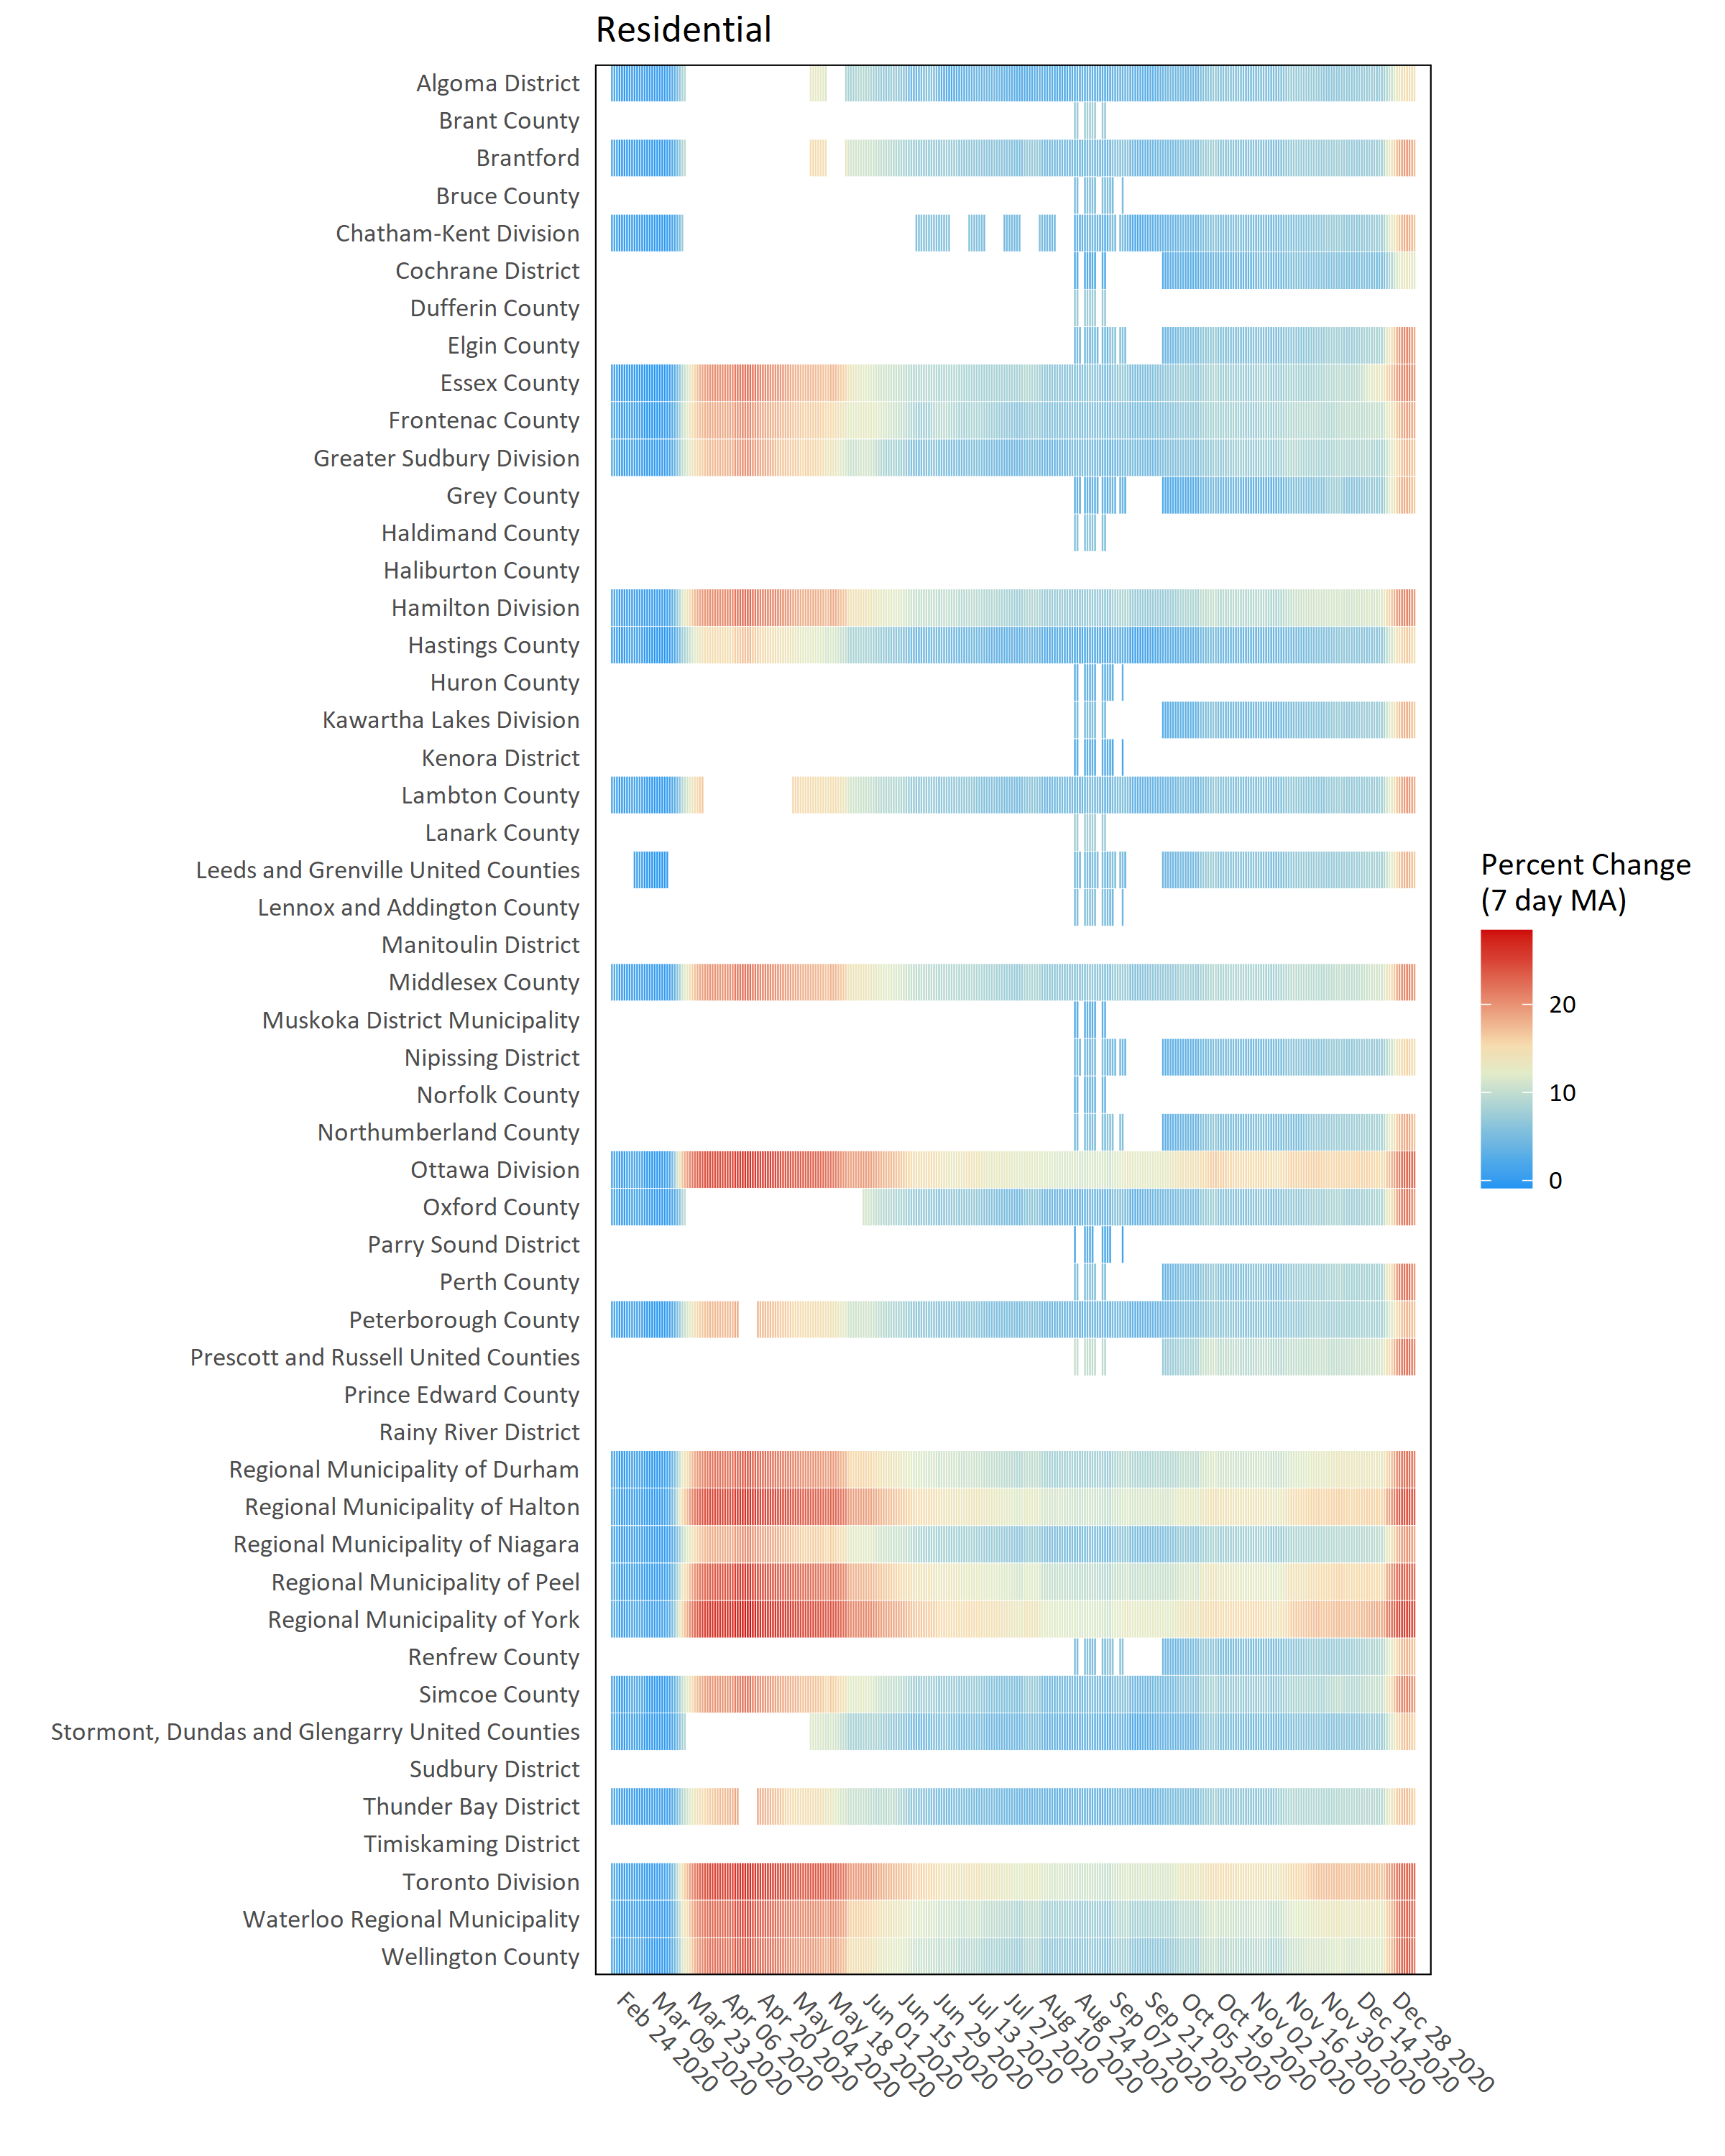 Residential
Algoma District
Brant County
Brantford
Bruce County
Chatham-Kent Division
Cochrane District
Dufferin County
Elgin County
Essex County
Frontenac County
Greater Sudbury Division
Grey County
Haldimand County
Haliburton County
Hamilton Division
Hastings County
Huron County
Kawartha Lakes Division
Kenora District
Lambton County
Lanark County
Leeds and Grenville United Counties
Lennox and Addington County
Manitoulin District
Middlesex County
Muskoka District Municipality
Nipissing District
Norfolk County
Northumberland County
Ottawa Division
Oxford County
Parry Sound District
Perth County
Peterborough County
Prescott and Russell United Counties
Prince Edward County
Rainy River District
Regional Municipality of Durham
Regional Municipality of Halton
Regional Municipality of Niagara
Regional Municipality of Peel
Regional Municipality of York
Renfrew County
Simcoe County
Stormont, Dundas and Glengarry United Counties
Sudbury District
Thunder Bay District
Timiskaming District
Toronto Division
Waterloo Regional Municipality
Wellington County
Feb 24 2020
Mar 09 2020
Mar 23 2020
Apr 06 2020
Apr 20 2020
May 04 2020
May 18 2020
Jun 01 2020
Jun 15 2020
Jun 29 2020
Jul 13 2020
Jul 27 2020
Aug 10 2020
Aug 24 2020
Sep 07 2020
Sep 21 2020
Oct 05 2020
Oct 19 2020
Nov 02 2020
Nov 16 2020
Nov 30 2020
Dec 14 2020
Dec 28 2020
Percent Change
(7 day MA)
20
10
0